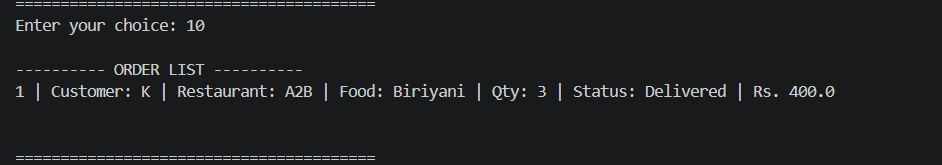 ========================================
Enter your choice: 10
---------- ORDER LIST ----------
1 | Customer: K | Restaurant: A2B | Food: Biriyani | Qty: 3 | Status: Delivered | Rs. 400.0
========================================